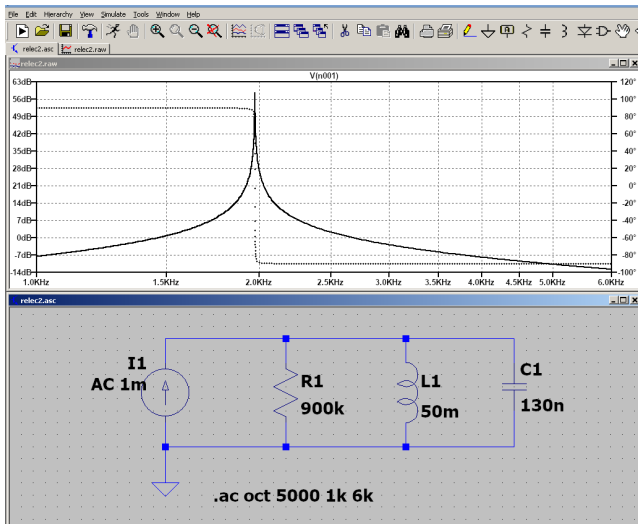 File Edit Hierarchy View Simulate Tools Window Help
relec2.asc relec2.raw
relec2.raw
V(n001)
63dB 120°
56dB 100°
49dB 80°
42dB 60°
35dB 40°
28dB 20°
21dB 0°
14dB -20°
7dB -40°
0dB -60°
-7dB -80°
-14dB -100°
1.0KHz 1.5KHz 2.0KHz 2.5KHz 3.0KHz 3.5KHz 4.0KHz 4.5KHz 5.0KHz 6.0KHz
relec2.asc
I1
AC 1m
R1
900k
L1
50m
C1
130n
.ac oct 5000 1k 6k